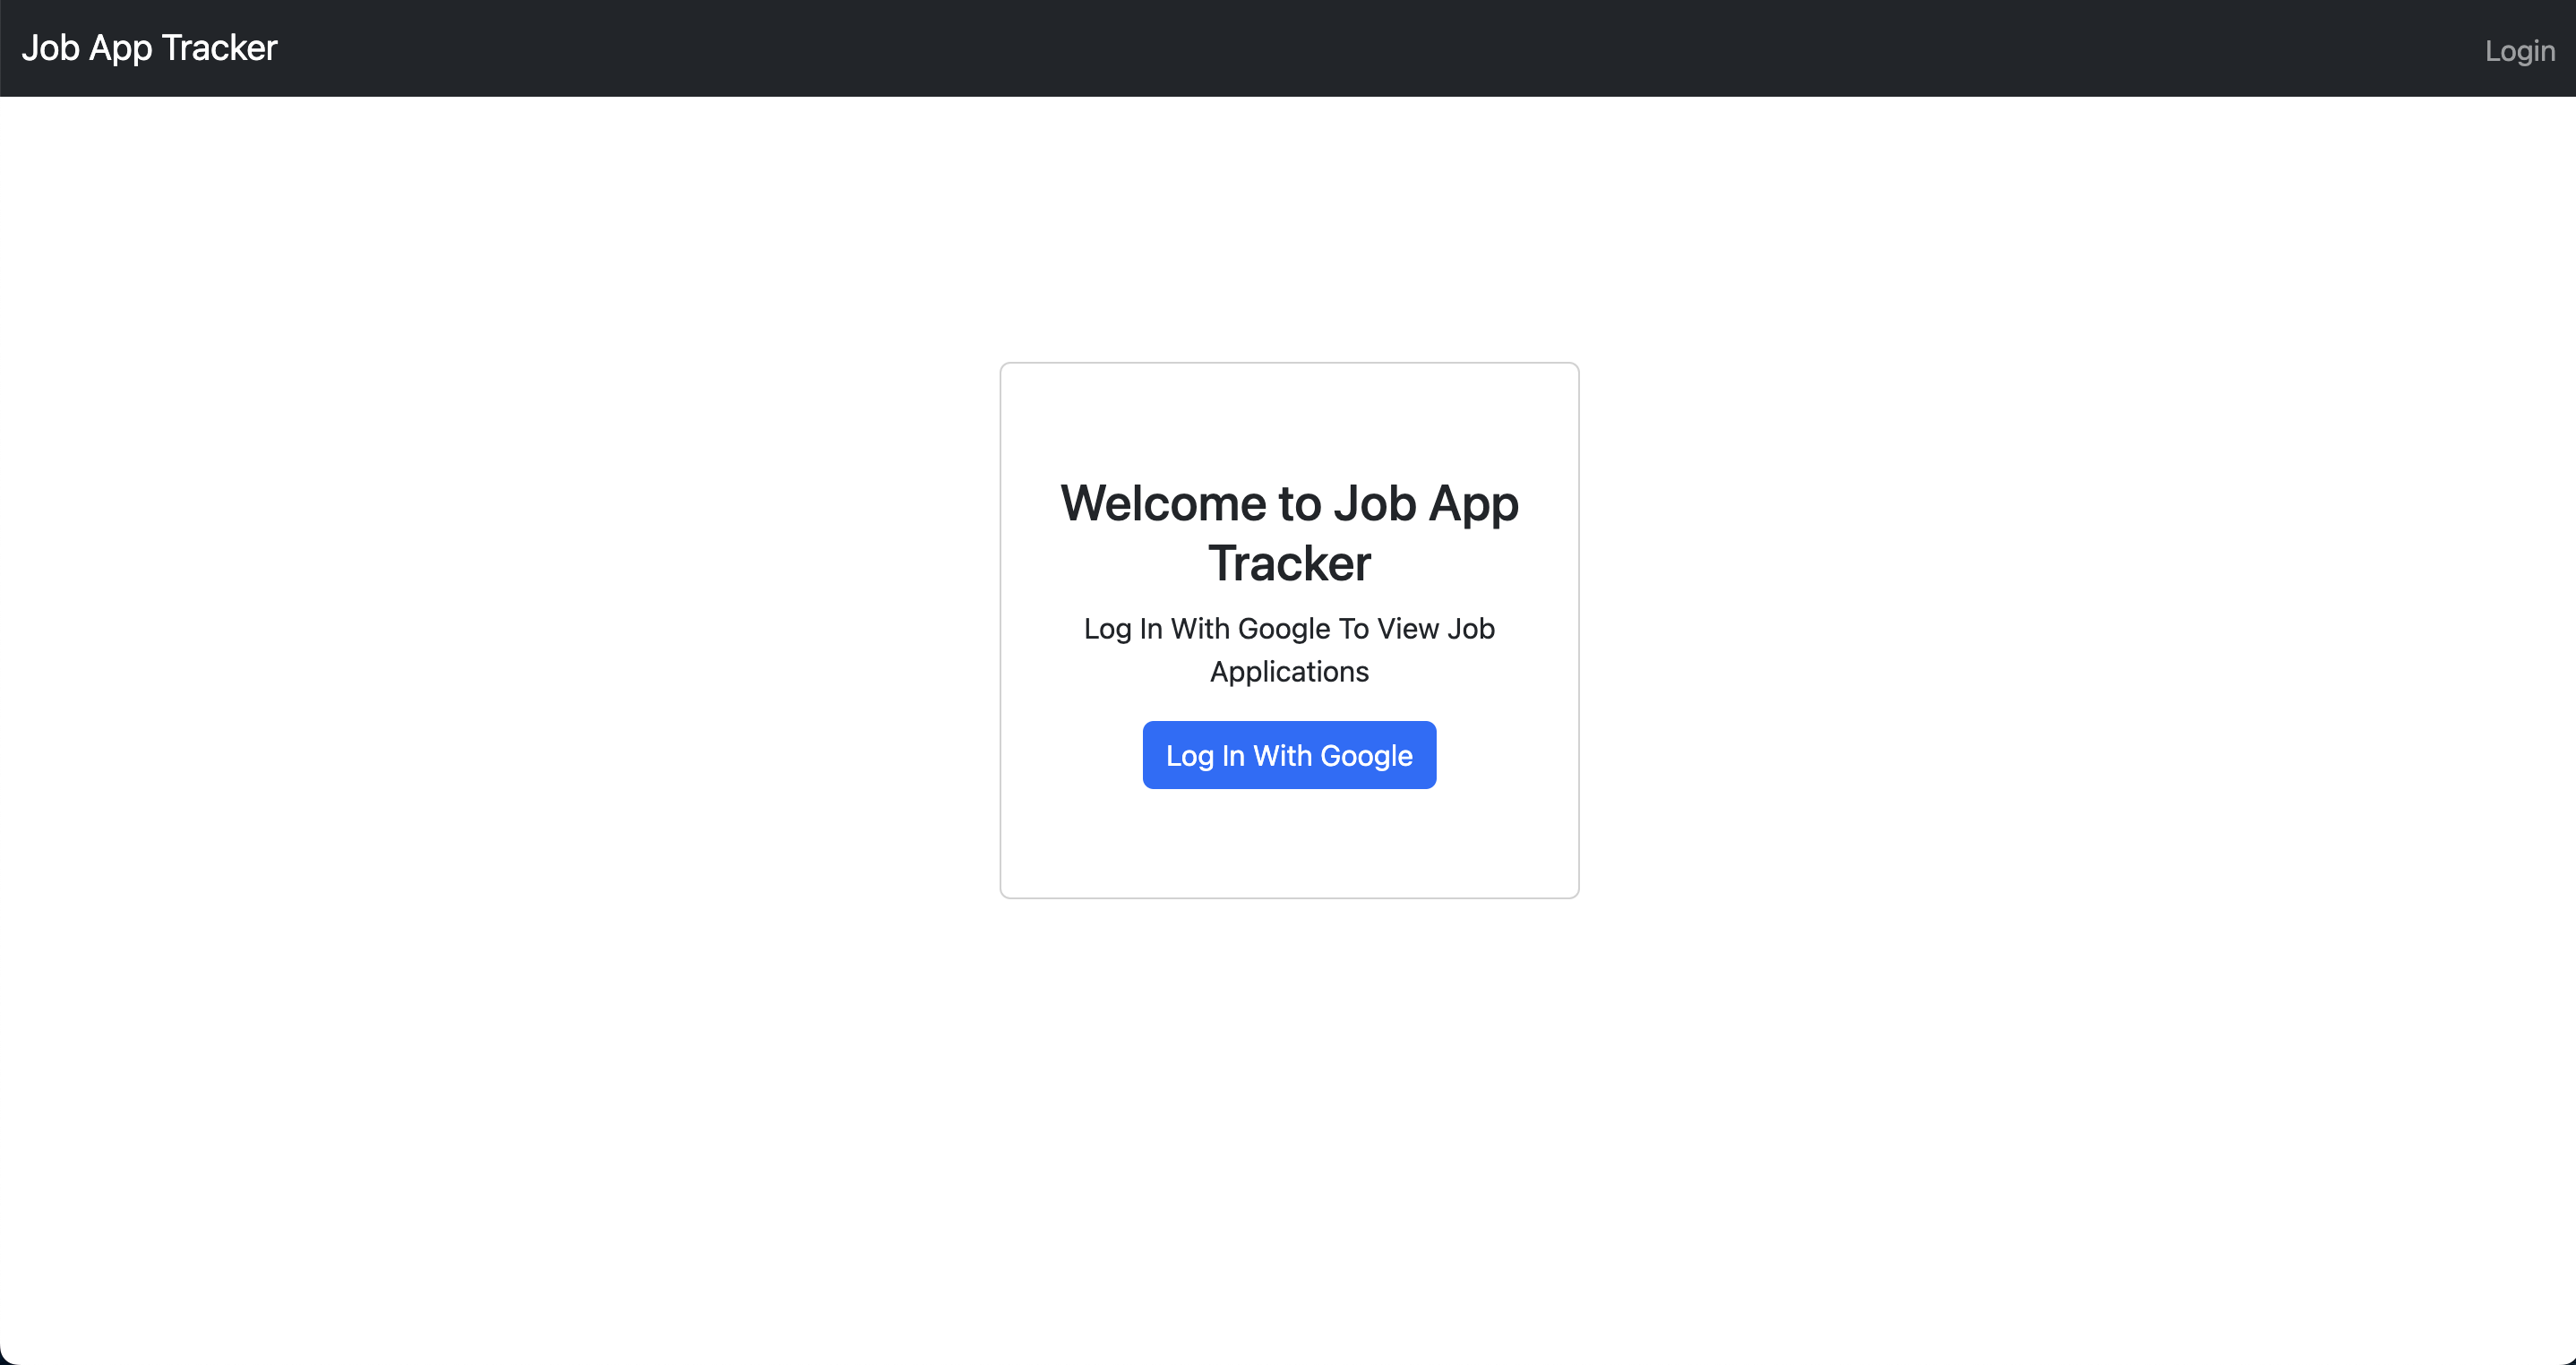 Job App Tracker
Login
Welcome to Job App
Tracker
Log In With Google To View Job
Applications
Log In With Google